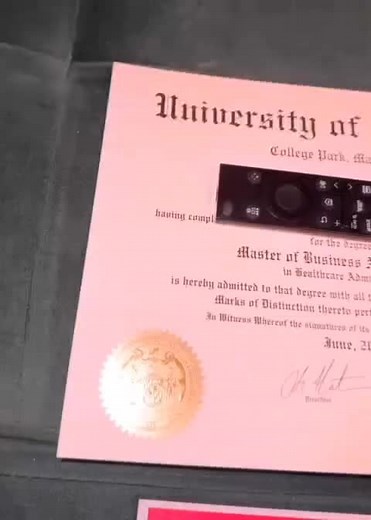 University of
College Park, Ma
having compl
for the degree
Master of Business A
in Healthcare Adm
is hereby admitted to that degree with all t
Marks of Distinction thereto per
In Witness Whereof the signatures of its
June, 20